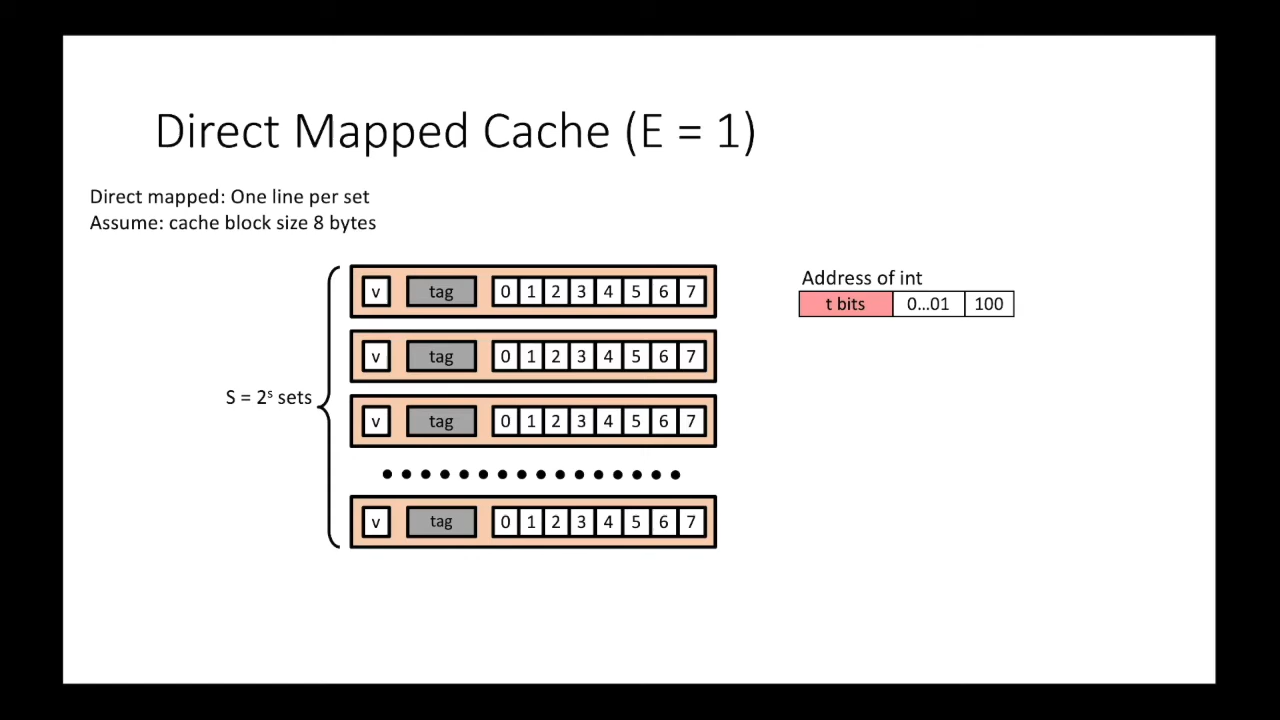 Direct Mapped Cache (E = 1)
Direct mapped: One line per set
Assume: cache block size 8 bytes
Address of int
t bits 0...01 100
v tag 0 1 2 3 4 5 6 7
v tag 0 1 2 3 4 5 6 7
S = 2ˢ sets
v tag 0 1 2 3 4 5 6 7
v tag 0 1 2 3 4 5 6 7